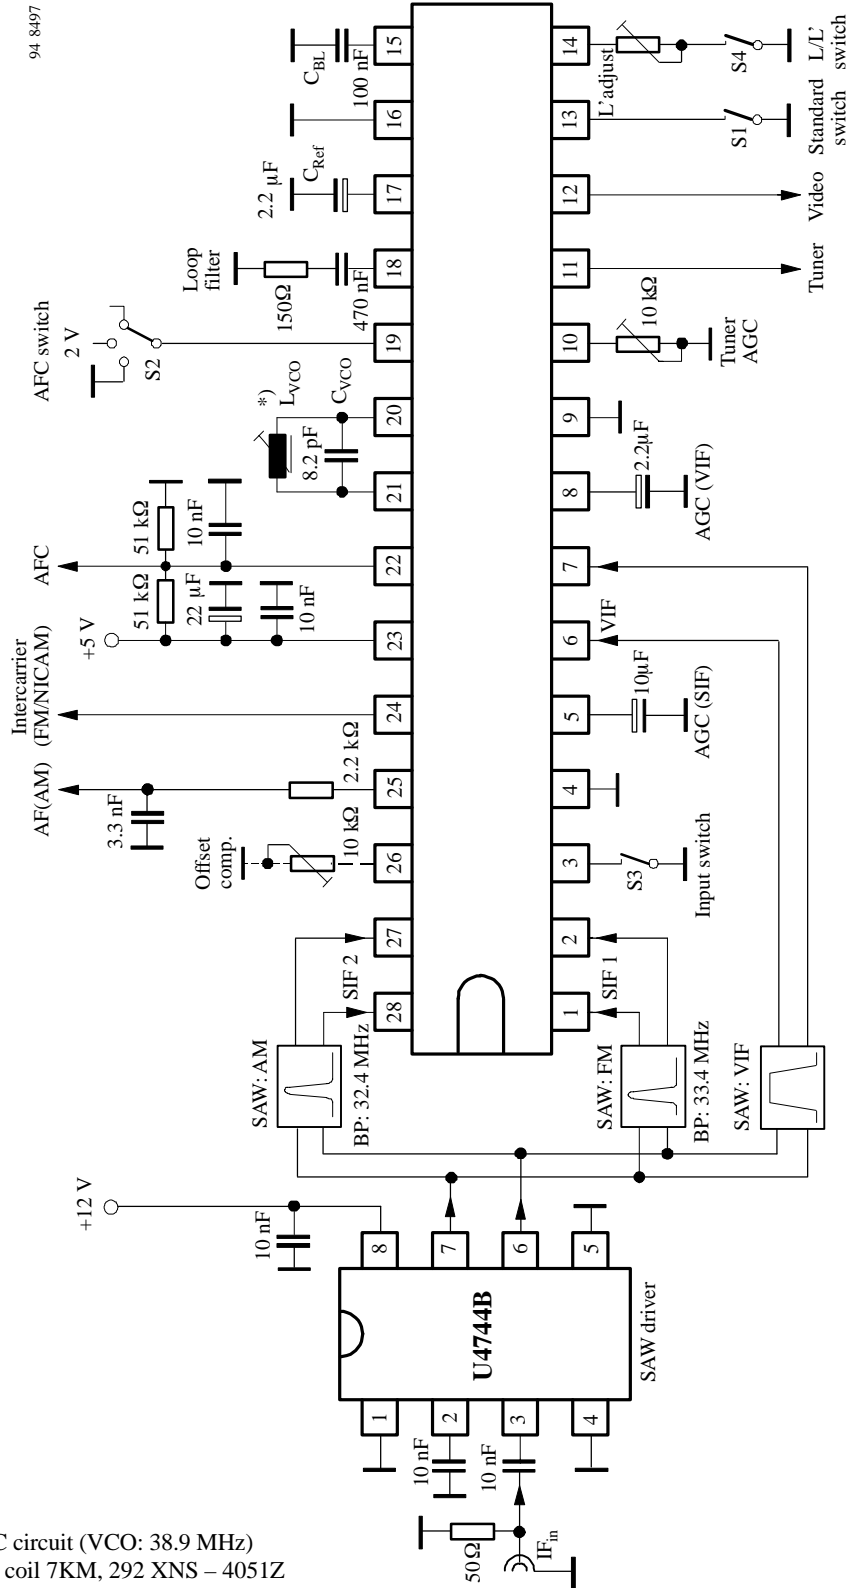 94 8497
C_BL
100 nF
15
16
2.2 µF
C_Ref
17
Loop
filter
150Ω
470 nF
18
AFC switch
2 V
S2
19
*)
L_VCO
8.2 pF
C_VCO
20
21
51 kΩ
10 nF
AFC
22
51 kΩ
22 µF
10 nF
+5 V
23
Intercarrier
(FM/NICAM)
24
AF(AM)
3.3 nF
2.2 kΩ
25
Offset
comp.
10 kΩ
26
27
SIF 2
28
SAW: AM
BP: 32.4 MHz
14
L'adjust
S4
L/L'
switch
13
S1
Standard
switch
12
Video
11
Tuner
10
10 kΩ
Tuner
AGC
9
8
2.2µF
AGC (VIF)
7
6
VIF
5
10µF
AGC (SIF)
4
3
S3
Input switch
2
SIF 1
1
SAW: FM
BP: 33.4 MHz
SAW: VIF
+12 V
10 nF
8
7
6
5
U4744B
SAW driver
1
2
3
4
10 nF
10 nF
50Ω
IF_in
C circuit (VCO: 38.9 MHz)
coil 7KM, 292 XNS – 4051Z